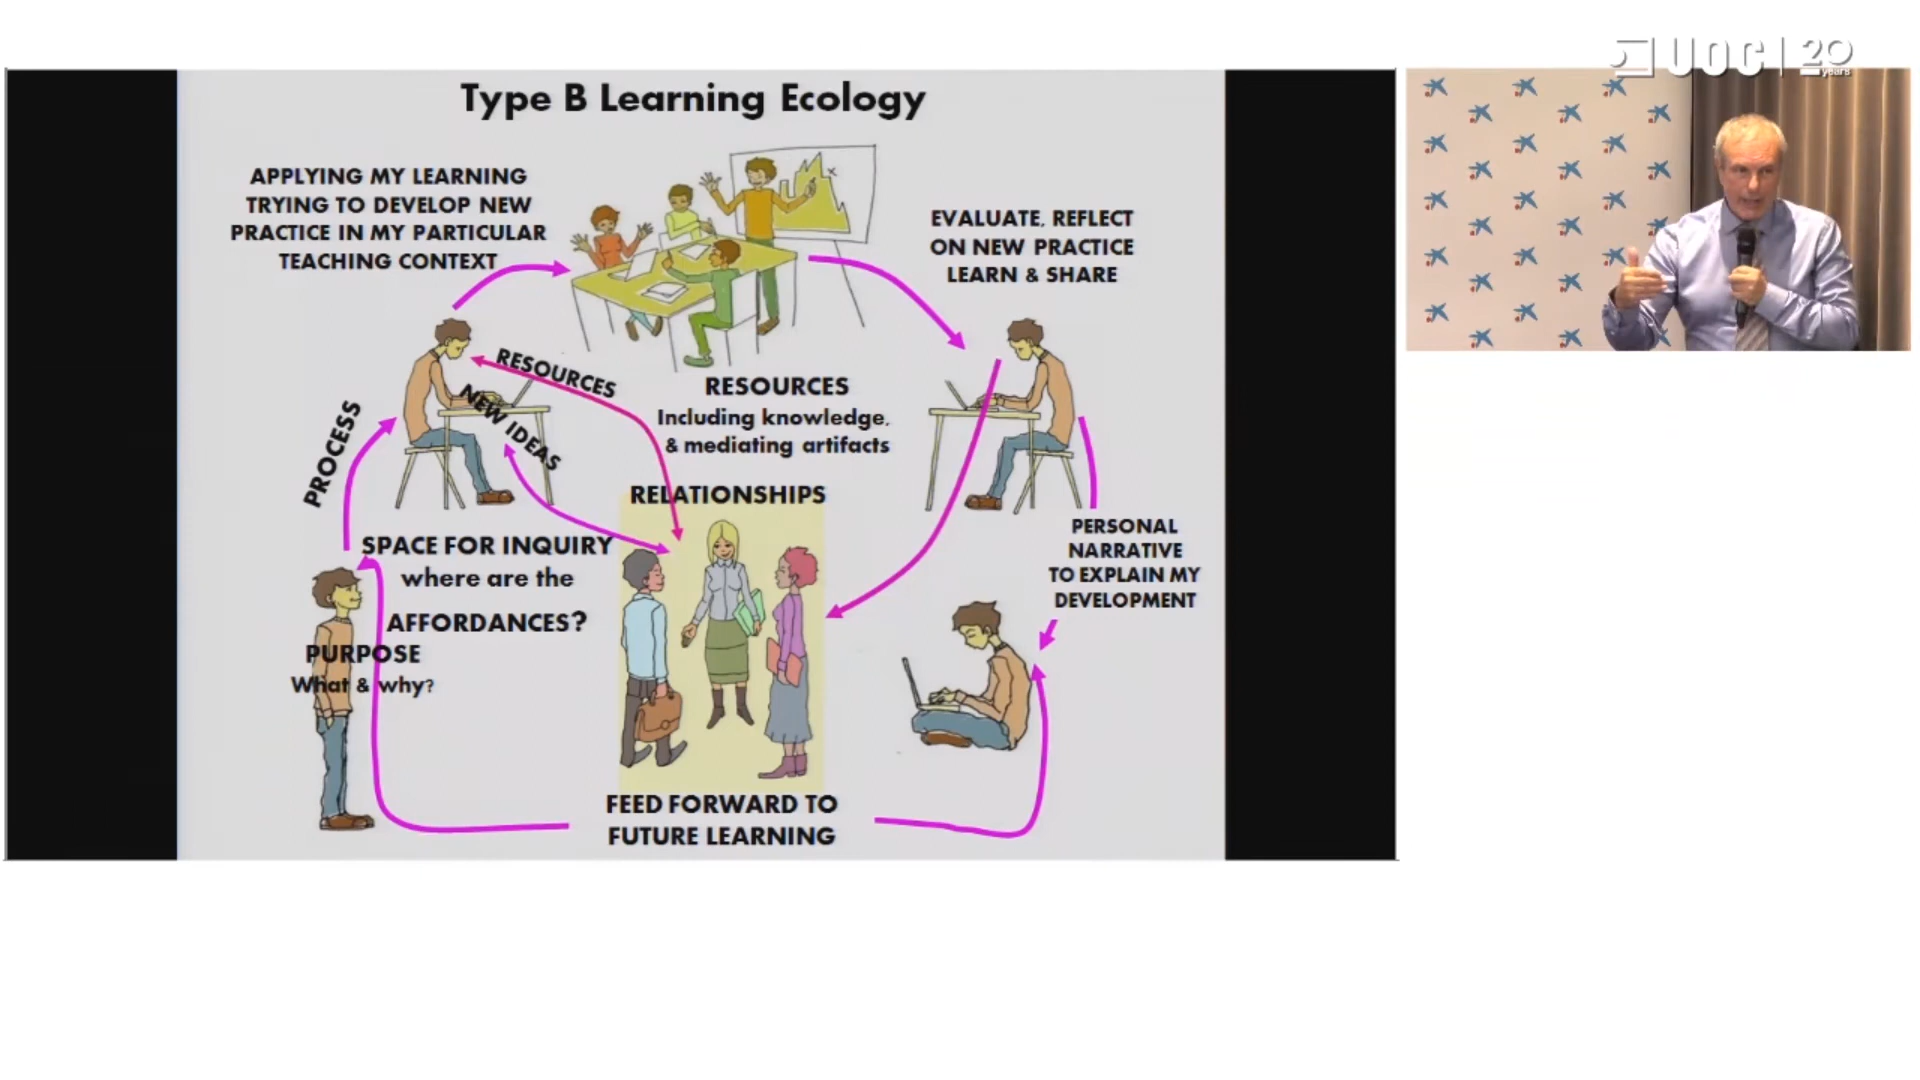 Type B Learning Ecology
APPLYING MY LEARNING
TRYING TO DEVELOP NEW
PRACTICE IN MY PARTICULAR
TEACHING CONTEXT
EVALUATE, REFLECT
ON NEW PRACTICE
LEARN & SHARE
RESOURCES
NEW IDEAS
RESOURCES
Including knowledge,
& mediating artifacts
PROCESS
RELATIONSHIPS
SPACE FOR INQUIRY
where are the
AFFORDANCES?
PURPOSE
What & why?
PERSONAL
NARRATIVE
TO EXPLAIN MY
DEVELOPMENT
FEED FORWARD TO
FUTURE LEARNING
UOC 20
years